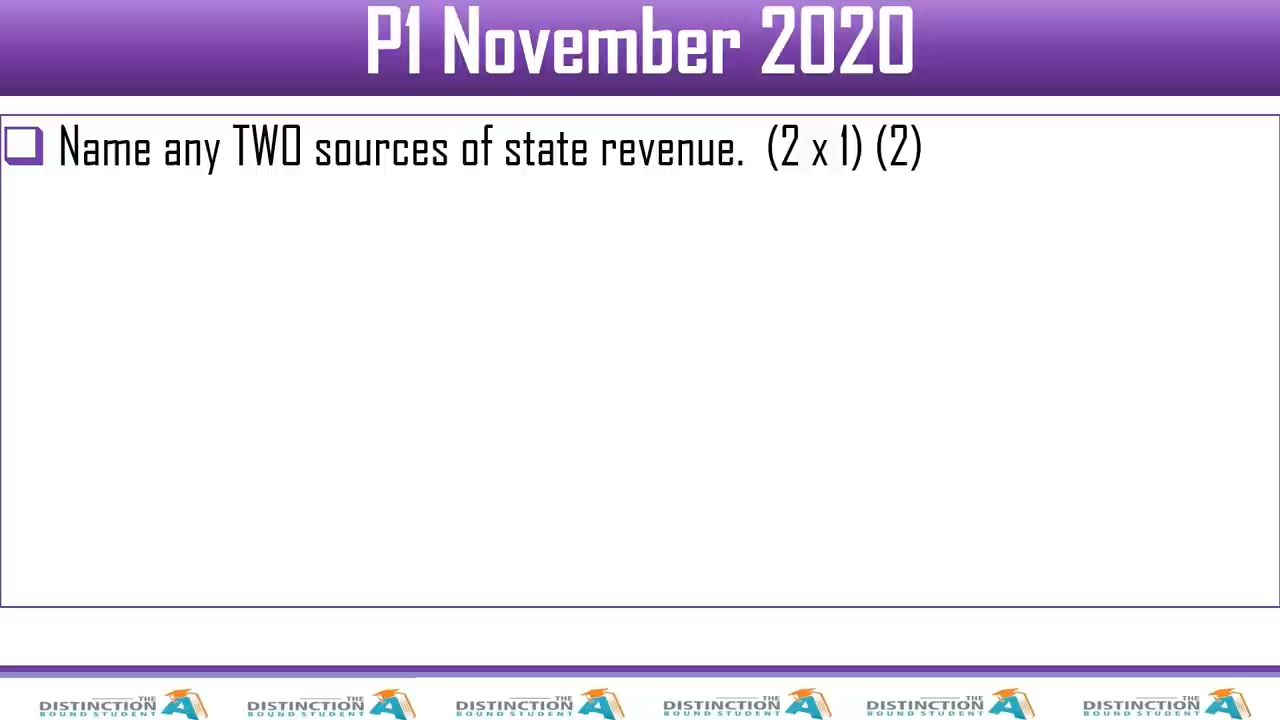 P1 November 2020
Name any TWO sources of state revenue. (2 x 1) (2)
THE DISTINCTION BOUND STUDENT
THE DISTINCTION BOUND STUDENT
THE DISTINCTION BOUND STUDENT
THE DISTINCTION BOUND STUDENT
THE DISTINCTION BOUND STUDENT
THE DISTINCTION BOUND STUDENT